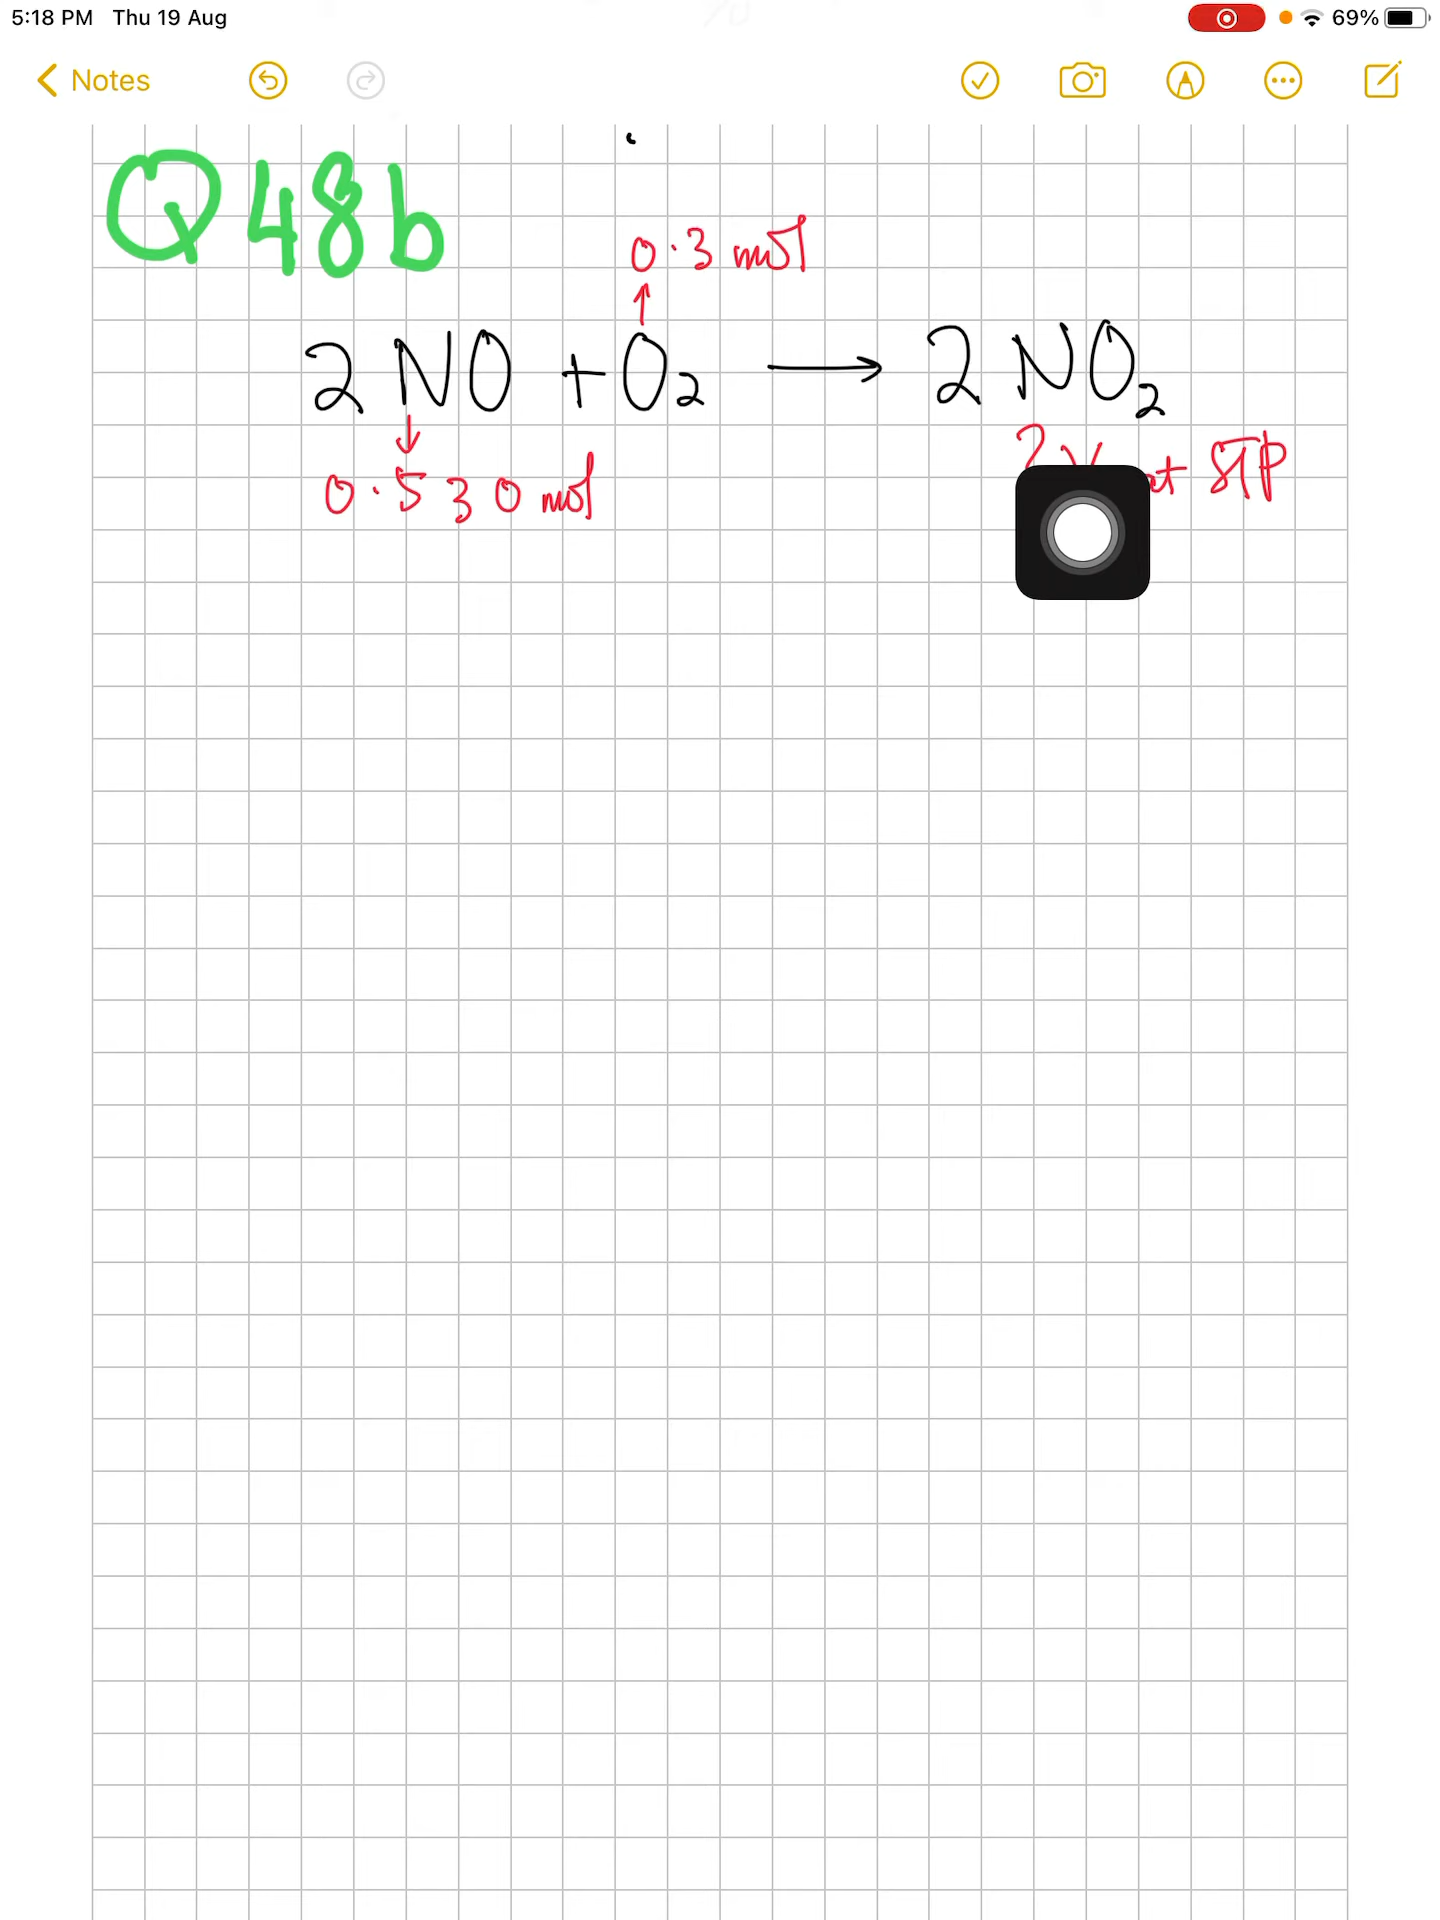 5:18 PM Thu 19 Aug 69%
Notes
Q48b
0.3 mol
2NO + O₂ → 2NO₂
0.530 mol
? V at STP